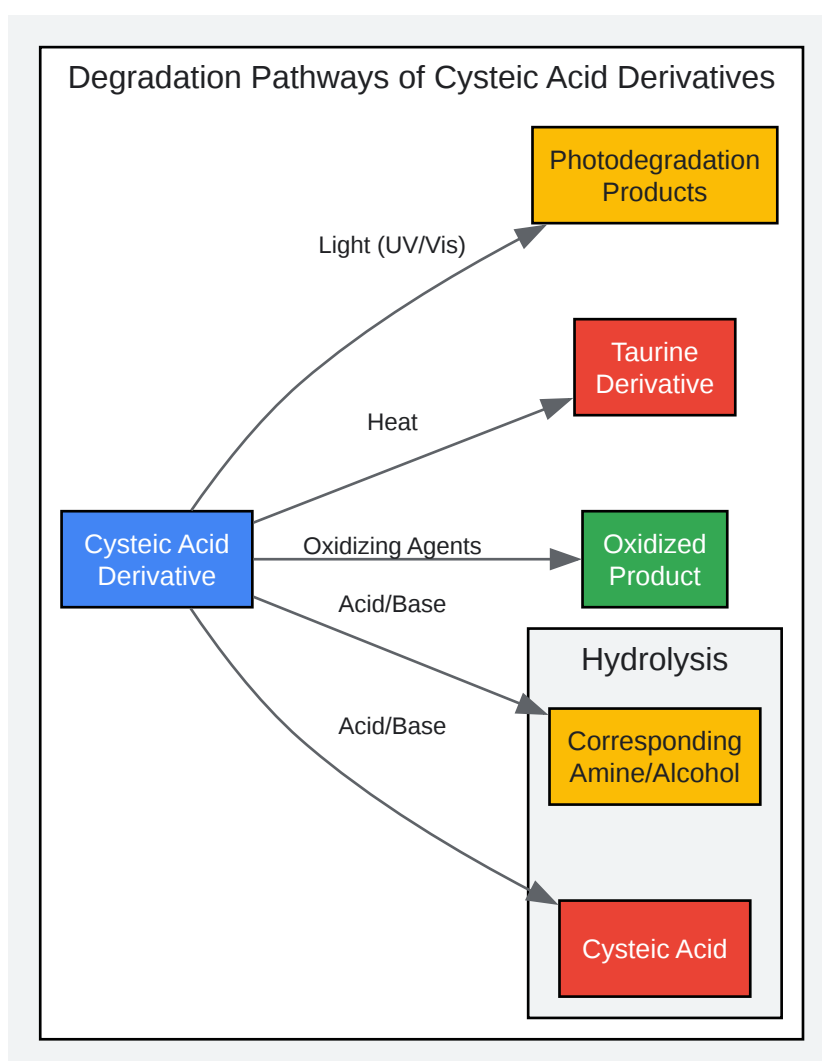 Degradation Pathways of Cysteic Acid Derivatives
Photodegradation
Products
Light (UV/Vis)
Taurine
Derivative
Heat
Cysteic Acid
Derivative
Oxidizing Agents
Oxidized
Product
Acid/Base
Hydrolysis
Corresponding
Amine/Alcohol
Acid/Base
Cysteic Acid